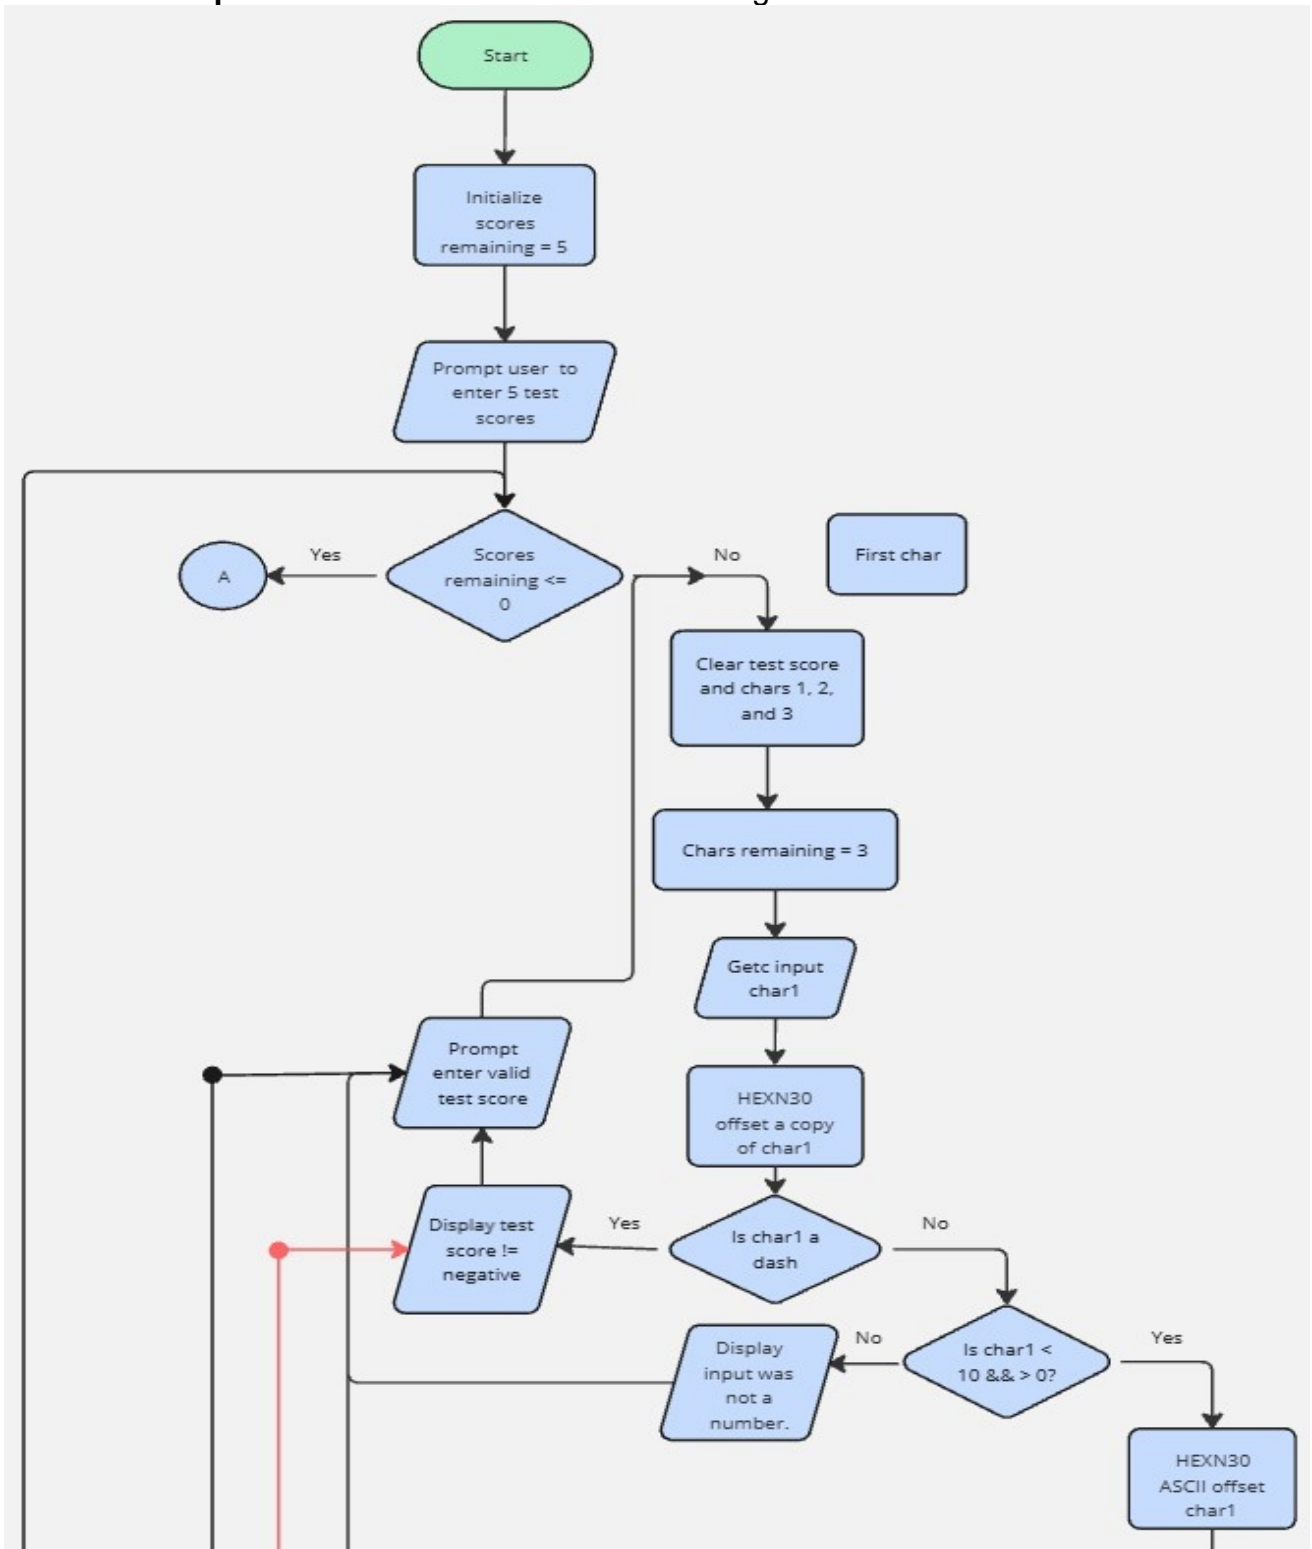 Start
Initialize
scores
remaining = 5
Prompt user to
enter 5 test
scores
Scores
remaining <=
0
Yes
A
No
First char
Clear test score
and chars 1, 2,
and 3
Chars remaining = 3
Getc input
char1
HEXN30
offset a copy
of char1
Prompt
enter valid
test score
Is char1 a
dash
Yes
Display test
score !=
negative
No
Is char1 <
10 && > 0?
No
Display
input was
not a
number.
Yes
HEXN30
ASCII offset
char1